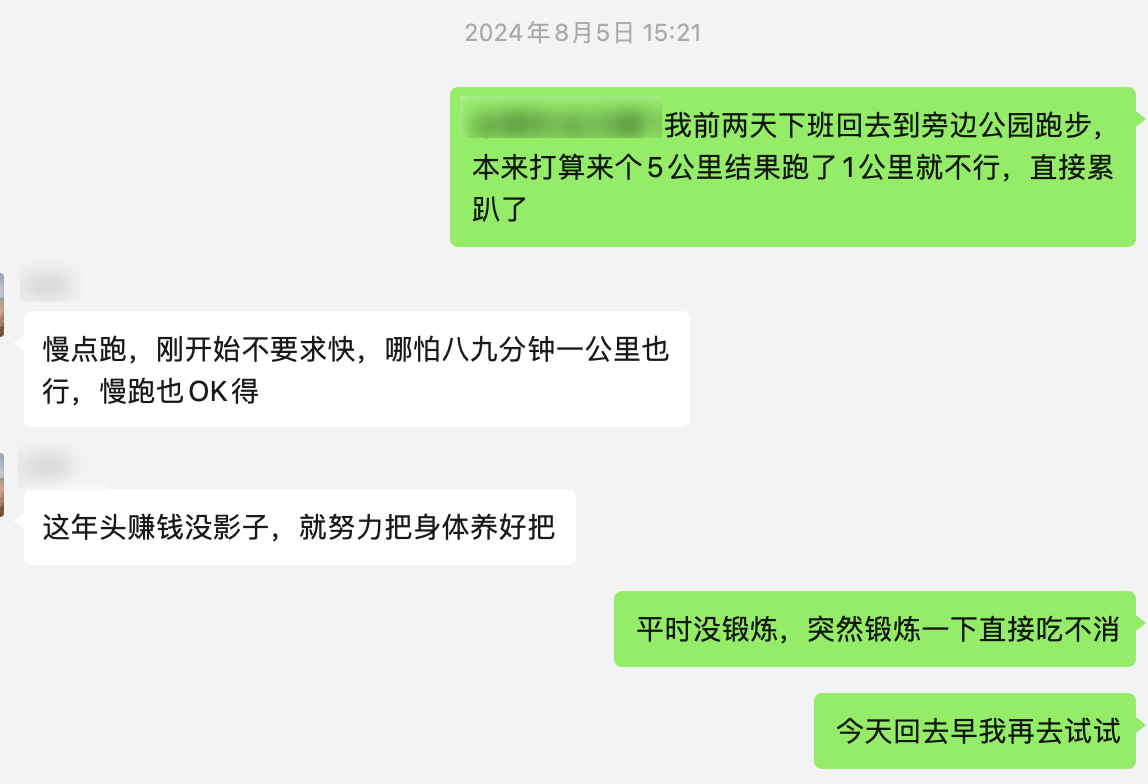 2024年8月5日 15:21
我前两天下班回去到旁边公园跑步，
本来打算来个5公里结果跑了1公里就不行，直接累
趴了
慢点跑，刚开始不要求快，哪怕八九分钟一公里也
行，慢跑也OK得
这年头赚钱没影子，就努力把身体养好把
平时没锻炼，突然锻炼一下直接吃不消
今天回去早我再去试试